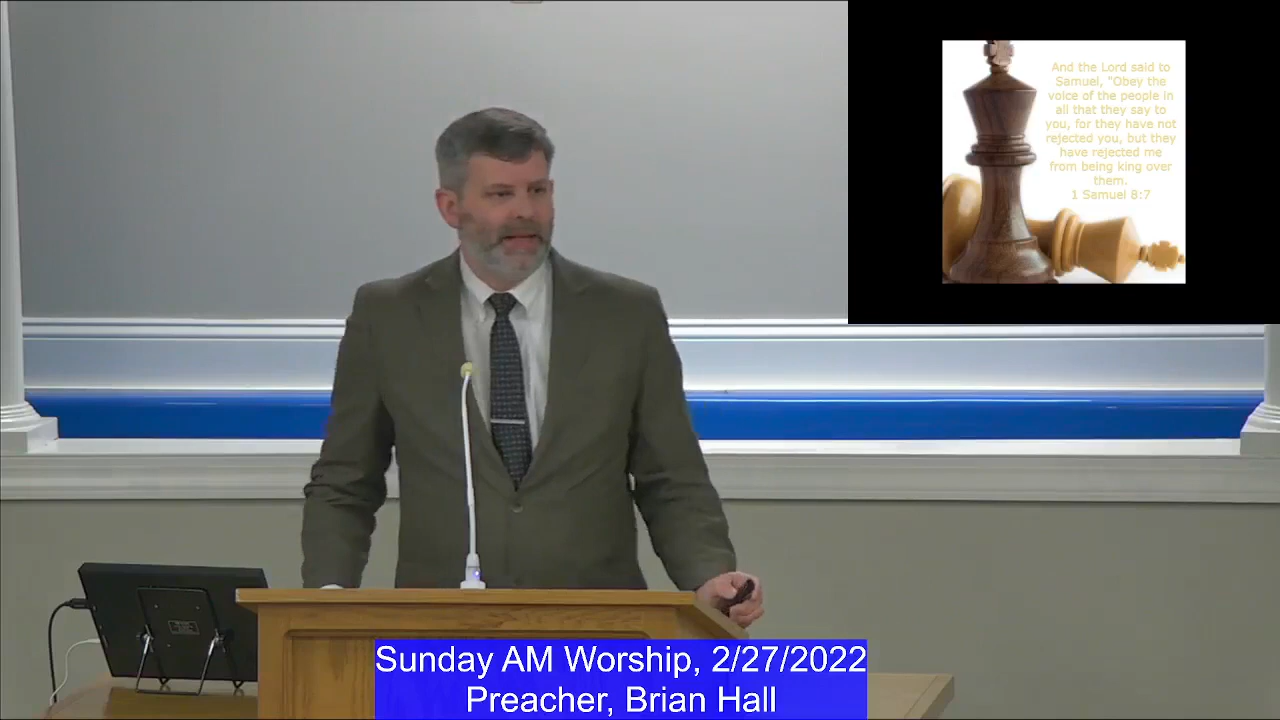 And the Lord said to
Samuel, "Obey the
voice of the people in
all that they say to
you, for they have not
rejected you, but they
have rejected me
from being king over
them.
1 Samuel 8:7
Sunday AM Worship, 2/27/2022
Preacher, Brian Hall